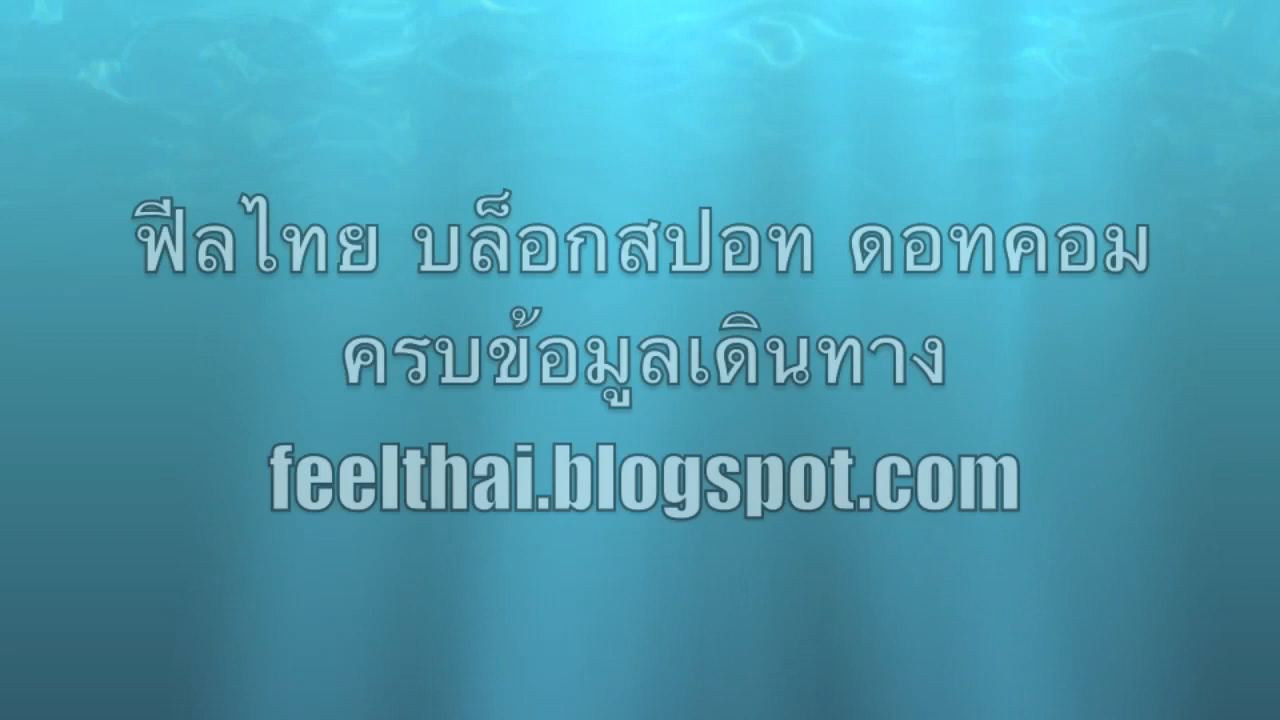 ฟีลไทย บล็อกสปอท ดอทคอม
ครบข้อมูลเดินทาง
feelthai.blogspot.com